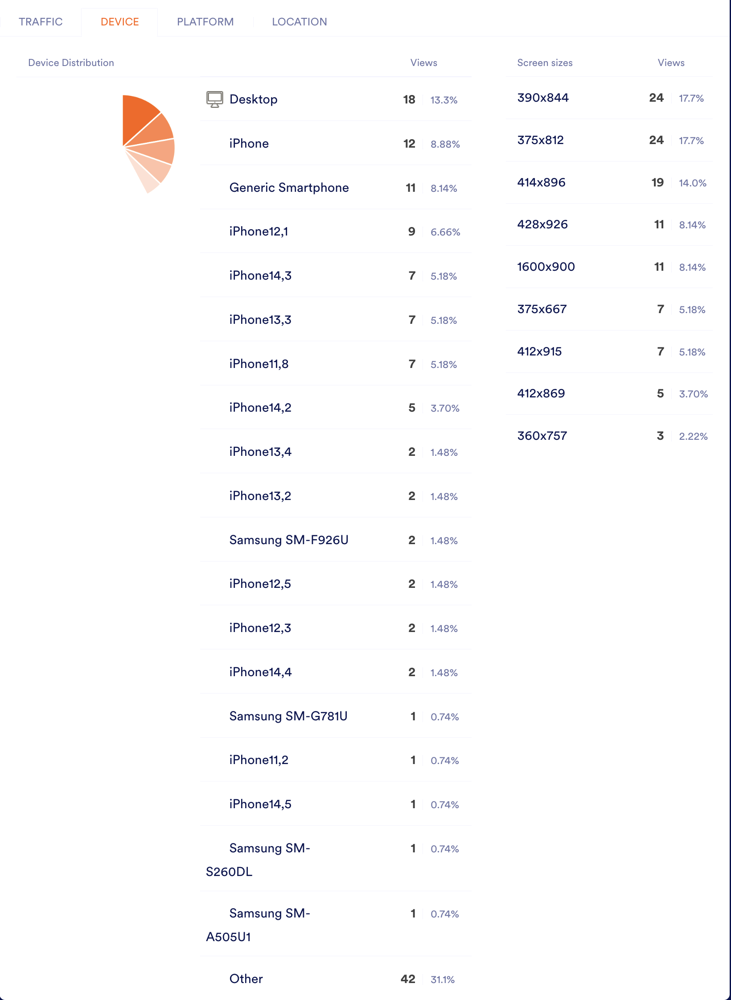 TRAFFIC DEVICE PLATFORM LOCATION
Device Distribution Views
Desktop 18 13.3%
iPhone 12 8.88%
Generic Smartphone 11 8.14%
iPhone12,1 9 6.66%
iPhone14,3 7 5.18%
iPhone13,3 7 5.18%
iPhone11,8 7 5.18%
iPhone14,2 5 3.70%
iPhone13,4 2 1.48%
iPhone13,2 2 1.48%
Samsung SM-F926U 2 1.48%
iPhone12,5 2 1.48%
iPhone12,3 2 1.48%
iPhone14,4 2 1.48%
Samsung SM-G781U 1 0.74%
iPhone11,2 1 0.74%
iPhone14,5 1 0.74%
Samsung SM- 1 0.74%
S260DL
Samsung SM- 1 0.74%
A505U1
Other 42 31.1%
Screen sizes Views
390x844 24 17.7%
375x812 24 17.7%
414x896 19 14.0%
428x926 11 8.14%
1600x900 11 8.14%
375x667 7 5.18%
412x915 7 5.18%
412x869 5 3.70%
360x757 3 2.22%